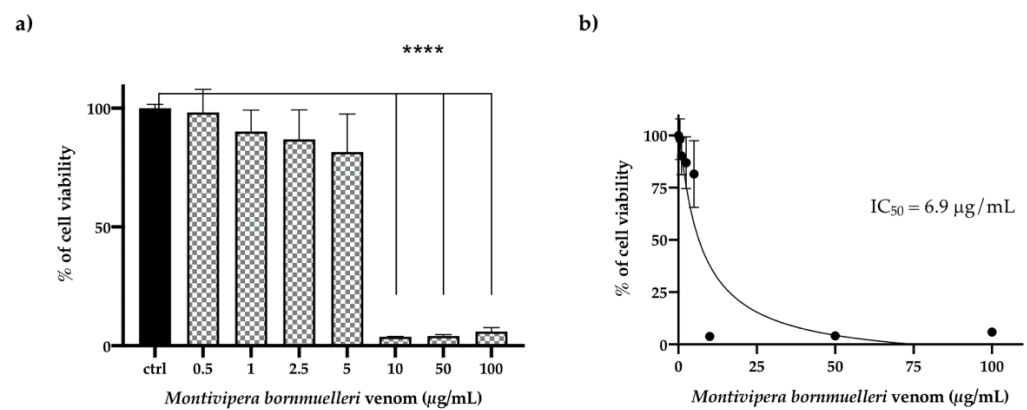 a)
****
% of cell viability
100
50
0
ctrl 0.5 1 2.5 5 10 50 100
Montivipera bornmuelleri venom (µg/mL)
b)
% of cell viability
100
75
50
25
0
IC50 = 6.9 µg/mL
0 25 50 75 100
Montivipera bornmuelleri venom (µg/mL)